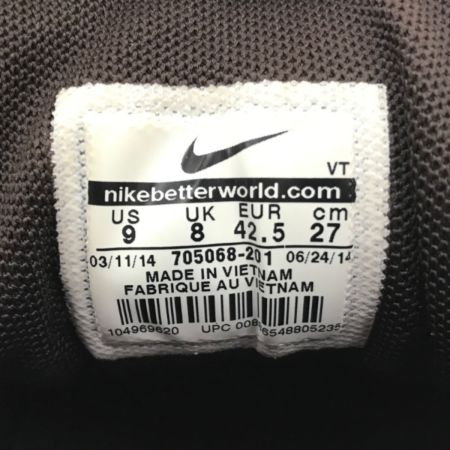 VT
nikebetterworld.com
US UK EUR cm
9 8 42.5 27
03/11/14 705068-201 06/24/14
MADE IN VIETNAM
FABRIQUE AU VIETNAM
104969620 UPC